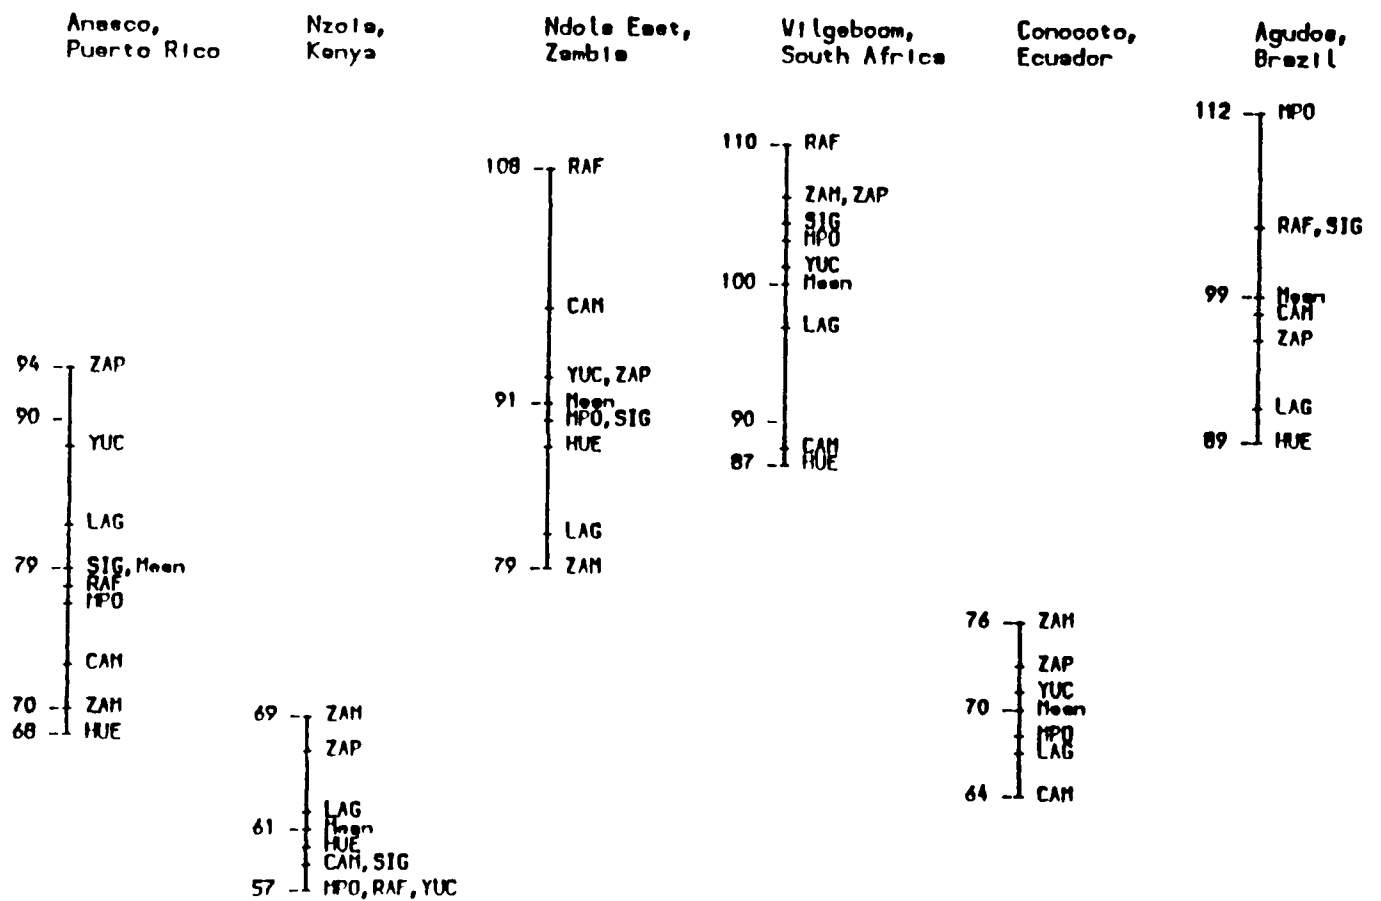 Anasco,
Puerto Rico
94 ZAP
90
YUC
LAG
79 SIG, Mean
RAF
MPO
CAM
70 ZAM
68 HUE
Nzoia,
Kenya
69 ZAM
ZAP
LAG
61 Mean
HUE
CAM, SIG
57 MPO, RAF, YUC
Ndola East,
Zambia
108 RAF
CAM
YUC, ZAP
91 Mean
MPO, SIG
HUE
LAG
79 ZAM
Vilgeboom,
South Africa
110 RAF
ZAM, ZAP
SIG
MPO
YUC
100 Mean
LAG
90
CAM
87 HUE
Conocoto,
Ecuador
76 ZAM
ZAP
YUC
70 Mean
MPO
LAG
64 CAM
Agudos,
Brazil
112 MPO
RAF, SIG
99 Mean
CAM
ZAP
LAG
89 HUE